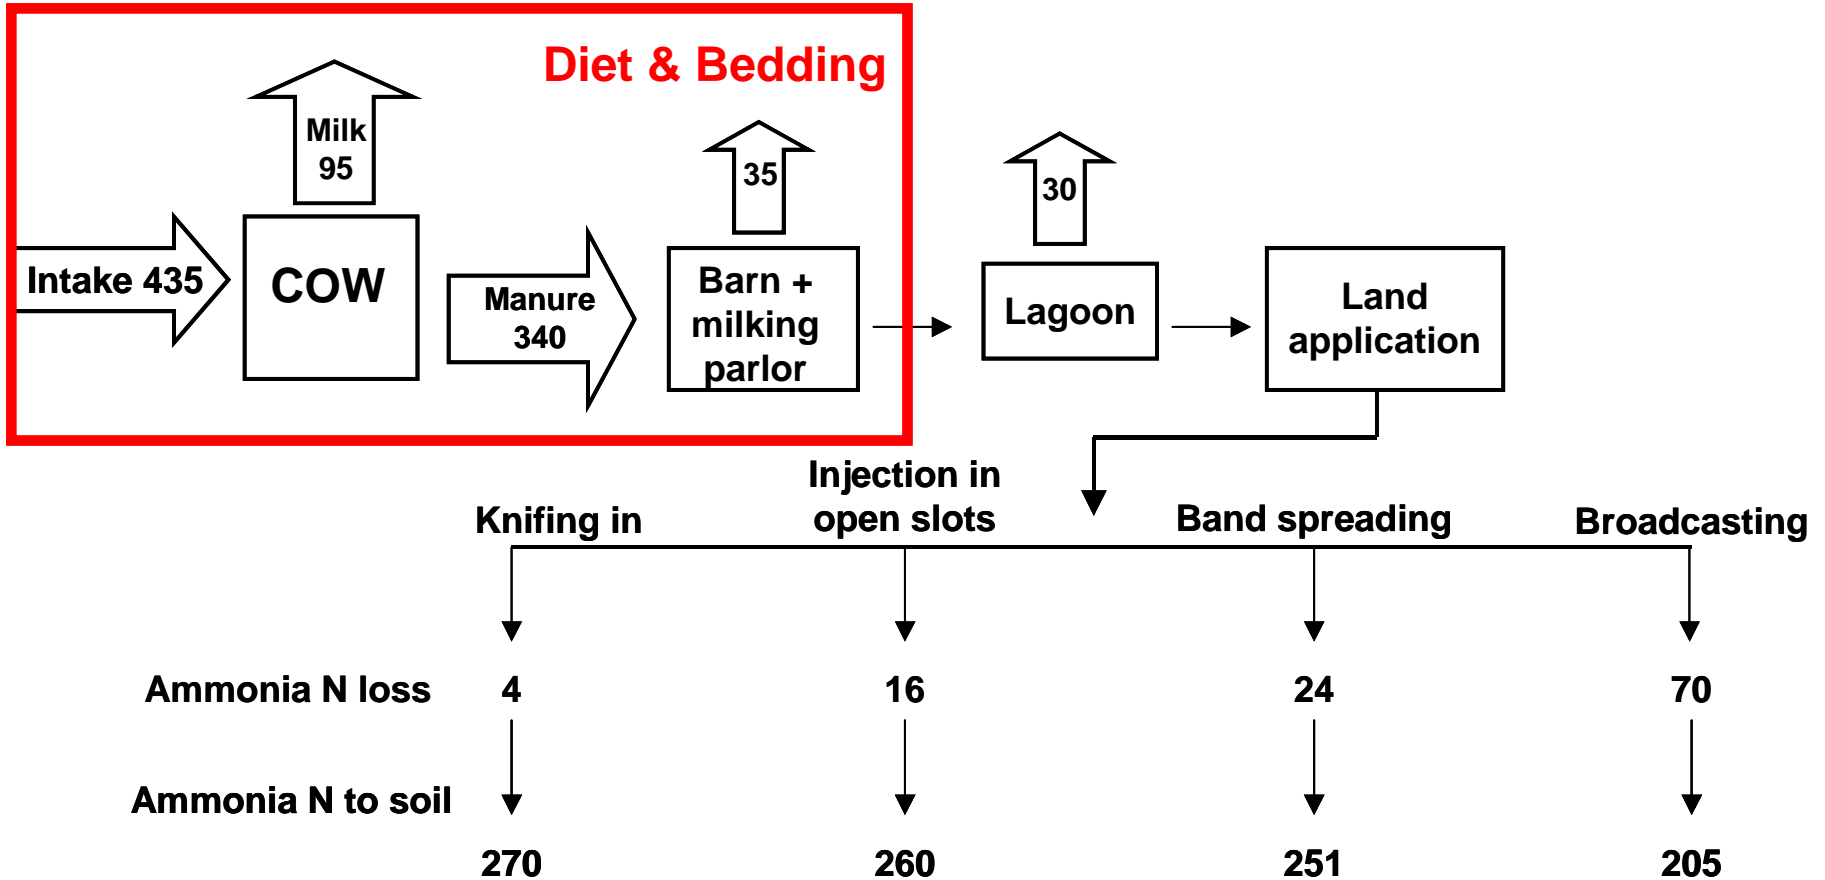 Diet & Bedding
Milk
95
35
30
Intake 435
COW
Manure
340
Barn +
milking
parlor
Lagoon
Land
application
Knifing in
Injection in
open slots
Band spreading
Broadcasting
Ammonia N loss
4
16
24
70
Ammonia N to soil
270
260
251
205